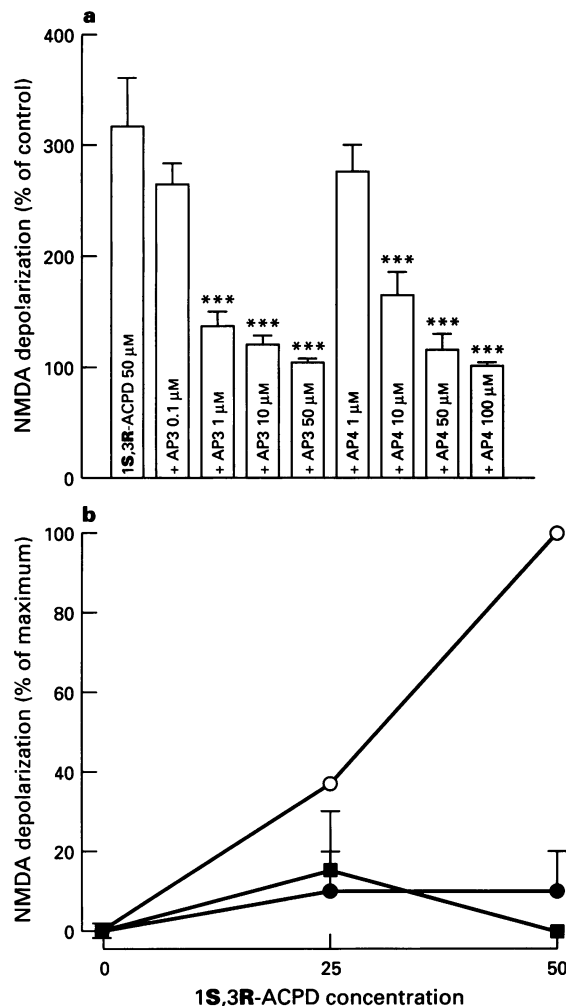 a
400
300
200
100
0
NMDA depolarization (% of control)
***
***
***
***
***
***
1S,3R-ACPD 50 µM
+ AP3 0.1 µM
+ AP3 1 µM
+ AP3 10 µM
+ AP3 50 µM
+ AP4 1 µM
+ AP4 10 µM
+ AP4 50 µM
+ AP4 100 µM
b
100
80
60
40
20
0
NMDA depolarization (% of maximum)
0
25
50
1S,3R-ACPD concentration